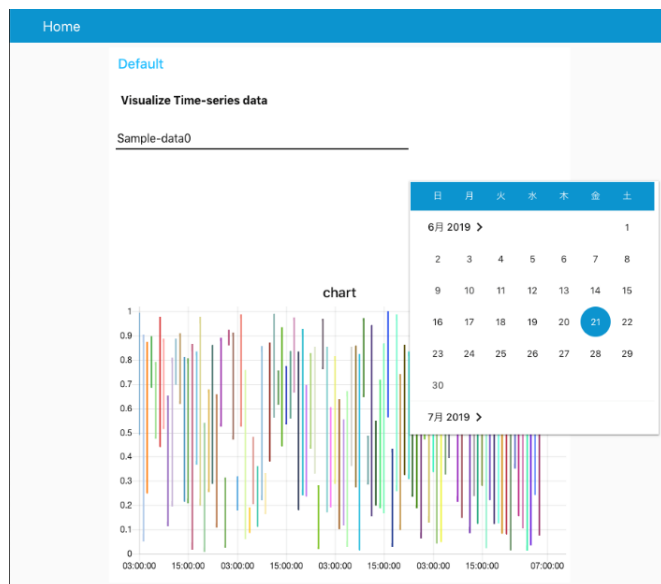 Home
Default
Visualize Time-series data
Sample-data0
日 月 火 水 木 金 土
6月 2019 1
2 3 4 5 6 7 8
9 10 11 12 13 14 15
16 17 18 19 20 21 22
23 24 25 26 27 28 29
30
7月 2019
chart
1
0.9
0.8
0.7
0.6
0.5
0.4
0.3
0.2
0.1
0
03:00:00 15:00:00 03:00:00 15:00:00 03:00:00 15:00:00 03:00:00 15:00:00 07:00:00